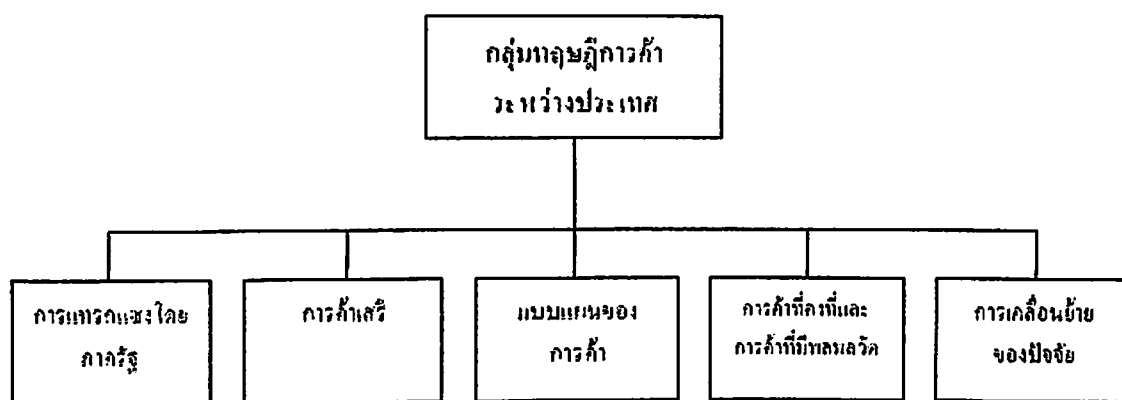 กลุ่มทฤษฎีการค้า
ระหว่างประเทศ
การแทรกแซงโดย
ภาครัฐ
การค้าเสรี
แบบแผนของ
การค้า
การค้าที่คงที่และ
การค้าที่มีพลนลวัต
การเคลื่อนย้าย
ของปัจจัย